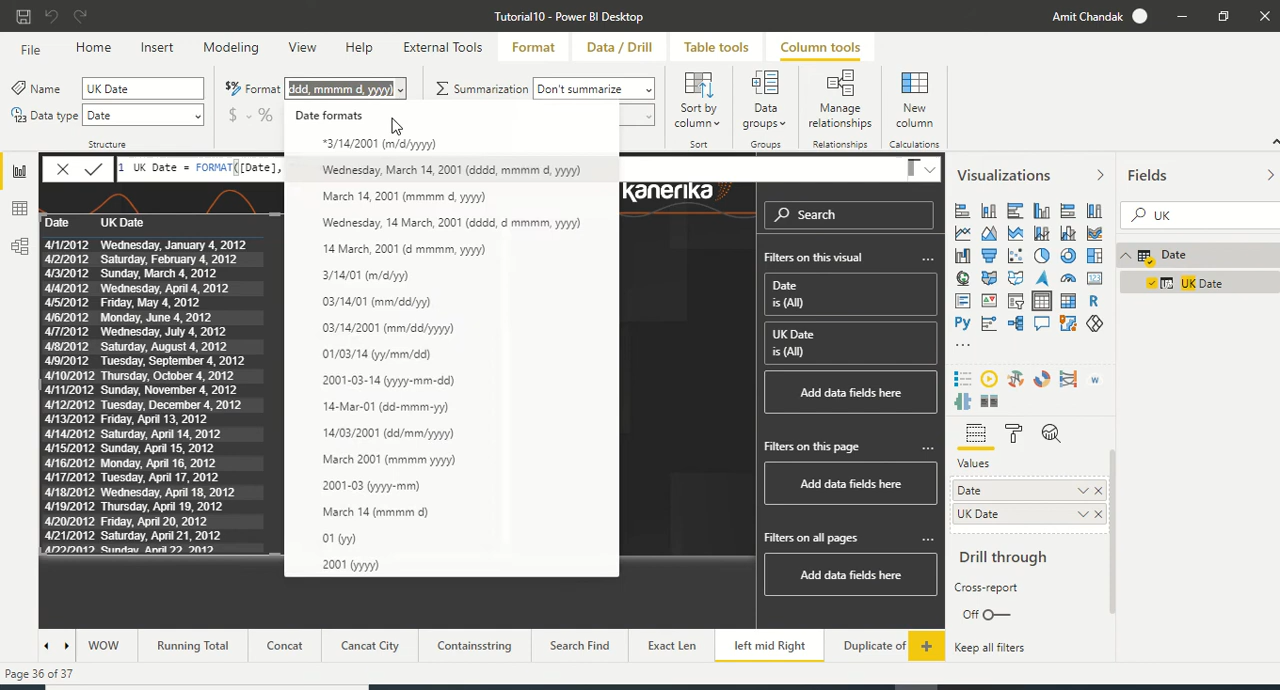 Tutorial10 - Power BI Desktop
Amit Chandak
File Home Insert Modeling View Help External Tools Format Data / Drill Table tools Column tools
Name UK Date
Data type Date
Structure
Format ddd, mmmm d, yyyy)
$ %
Summarization Don't summarize
Sort by column
Sort
Data groups
Groups
Manage relationships
Relationships
New column
Calculations
1 UK Date = FORMAT([Date],
Date formats
*3/14/2001 (m/d/yyyy)
Wednesday, March 14, 2001 (dddd, mmmm d, yyyy)
March 14, 2001 (mmmm d, yyyy)
Wednesday, 14 March, 2001 (dddd, d mmmm, yyyy)
14 March, 2001 (d mmmm, yyyy)
3/14/01 (m/d/yy)
03/14/01 (mm/dd/yy)
03/14/2001 (mm/dd/yyyy)
01/03/14 (yy/mm/dd)
2001-03-14 (yyyy-mm-dd)
14-Mar-01 (dd-mmm-yy)
14/03/2001 (dd/mm/yyyy)
March 2001 (mmmm yyyy)
2001-03 (yyyy-mm)
March 14 (mmmm d)
01 (yy)
2001 (yyyy)
kanerika
Date UK Date
4/1/2012 Wednesday, January 4, 2012
4/2/2012 Saturday, February 4, 2012
4/3/2012 Sunday, March 4, 2012
4/4/2012 Wednesday, April 4, 2012
4/5/2012 Friday, May 4, 2012
4/6/2012 Monday, June 4, 2012
4/7/2012 Wednesday, July 4, 2012
4/8/2012 Saturday, August 4, 2012
4/9/2012 Tuesday, September 4, 2012
4/10/2012 Thursday, October 4, 2012
4/11/2012 Sunday, November 4, 2012
4/12/2012 Tuesday, December 4, 2012
4/13/2012 Friday, April 13, 2012
4/14/2012 Saturday, April 14, 2012
4/15/2012 Sunday, April 15, 2012
4/16/2012 Monday, April 16, 2012
4/17/2012 Tuesday, April 17, 2012
4/18/2012 Wednesday, April 18, 2012
4/19/2012 Thursday, April 19, 2012
4/20/2012 Friday, April 20, 2012
4/21/2012 Saturday, April 21, 2012
4/22/2012 Sunday, April 22, 2012
Search
Filters on this visual ...
Date
is (All)
UK Date
is (All)
Add data fields here
Filters on this page ...
Add data fields here
Filters on all pages ...
Add data fields here
Visualizations
123
R
Py
...
Values
Date
UK Date
Drill through
Cross-report
Off
Keep all filters
Fields
UK
Date
UK Date
WOW Running Total Concat Cancat City Containsstring Search Find Exact Len left mid Right Duplicate of +
Page 36 of 37